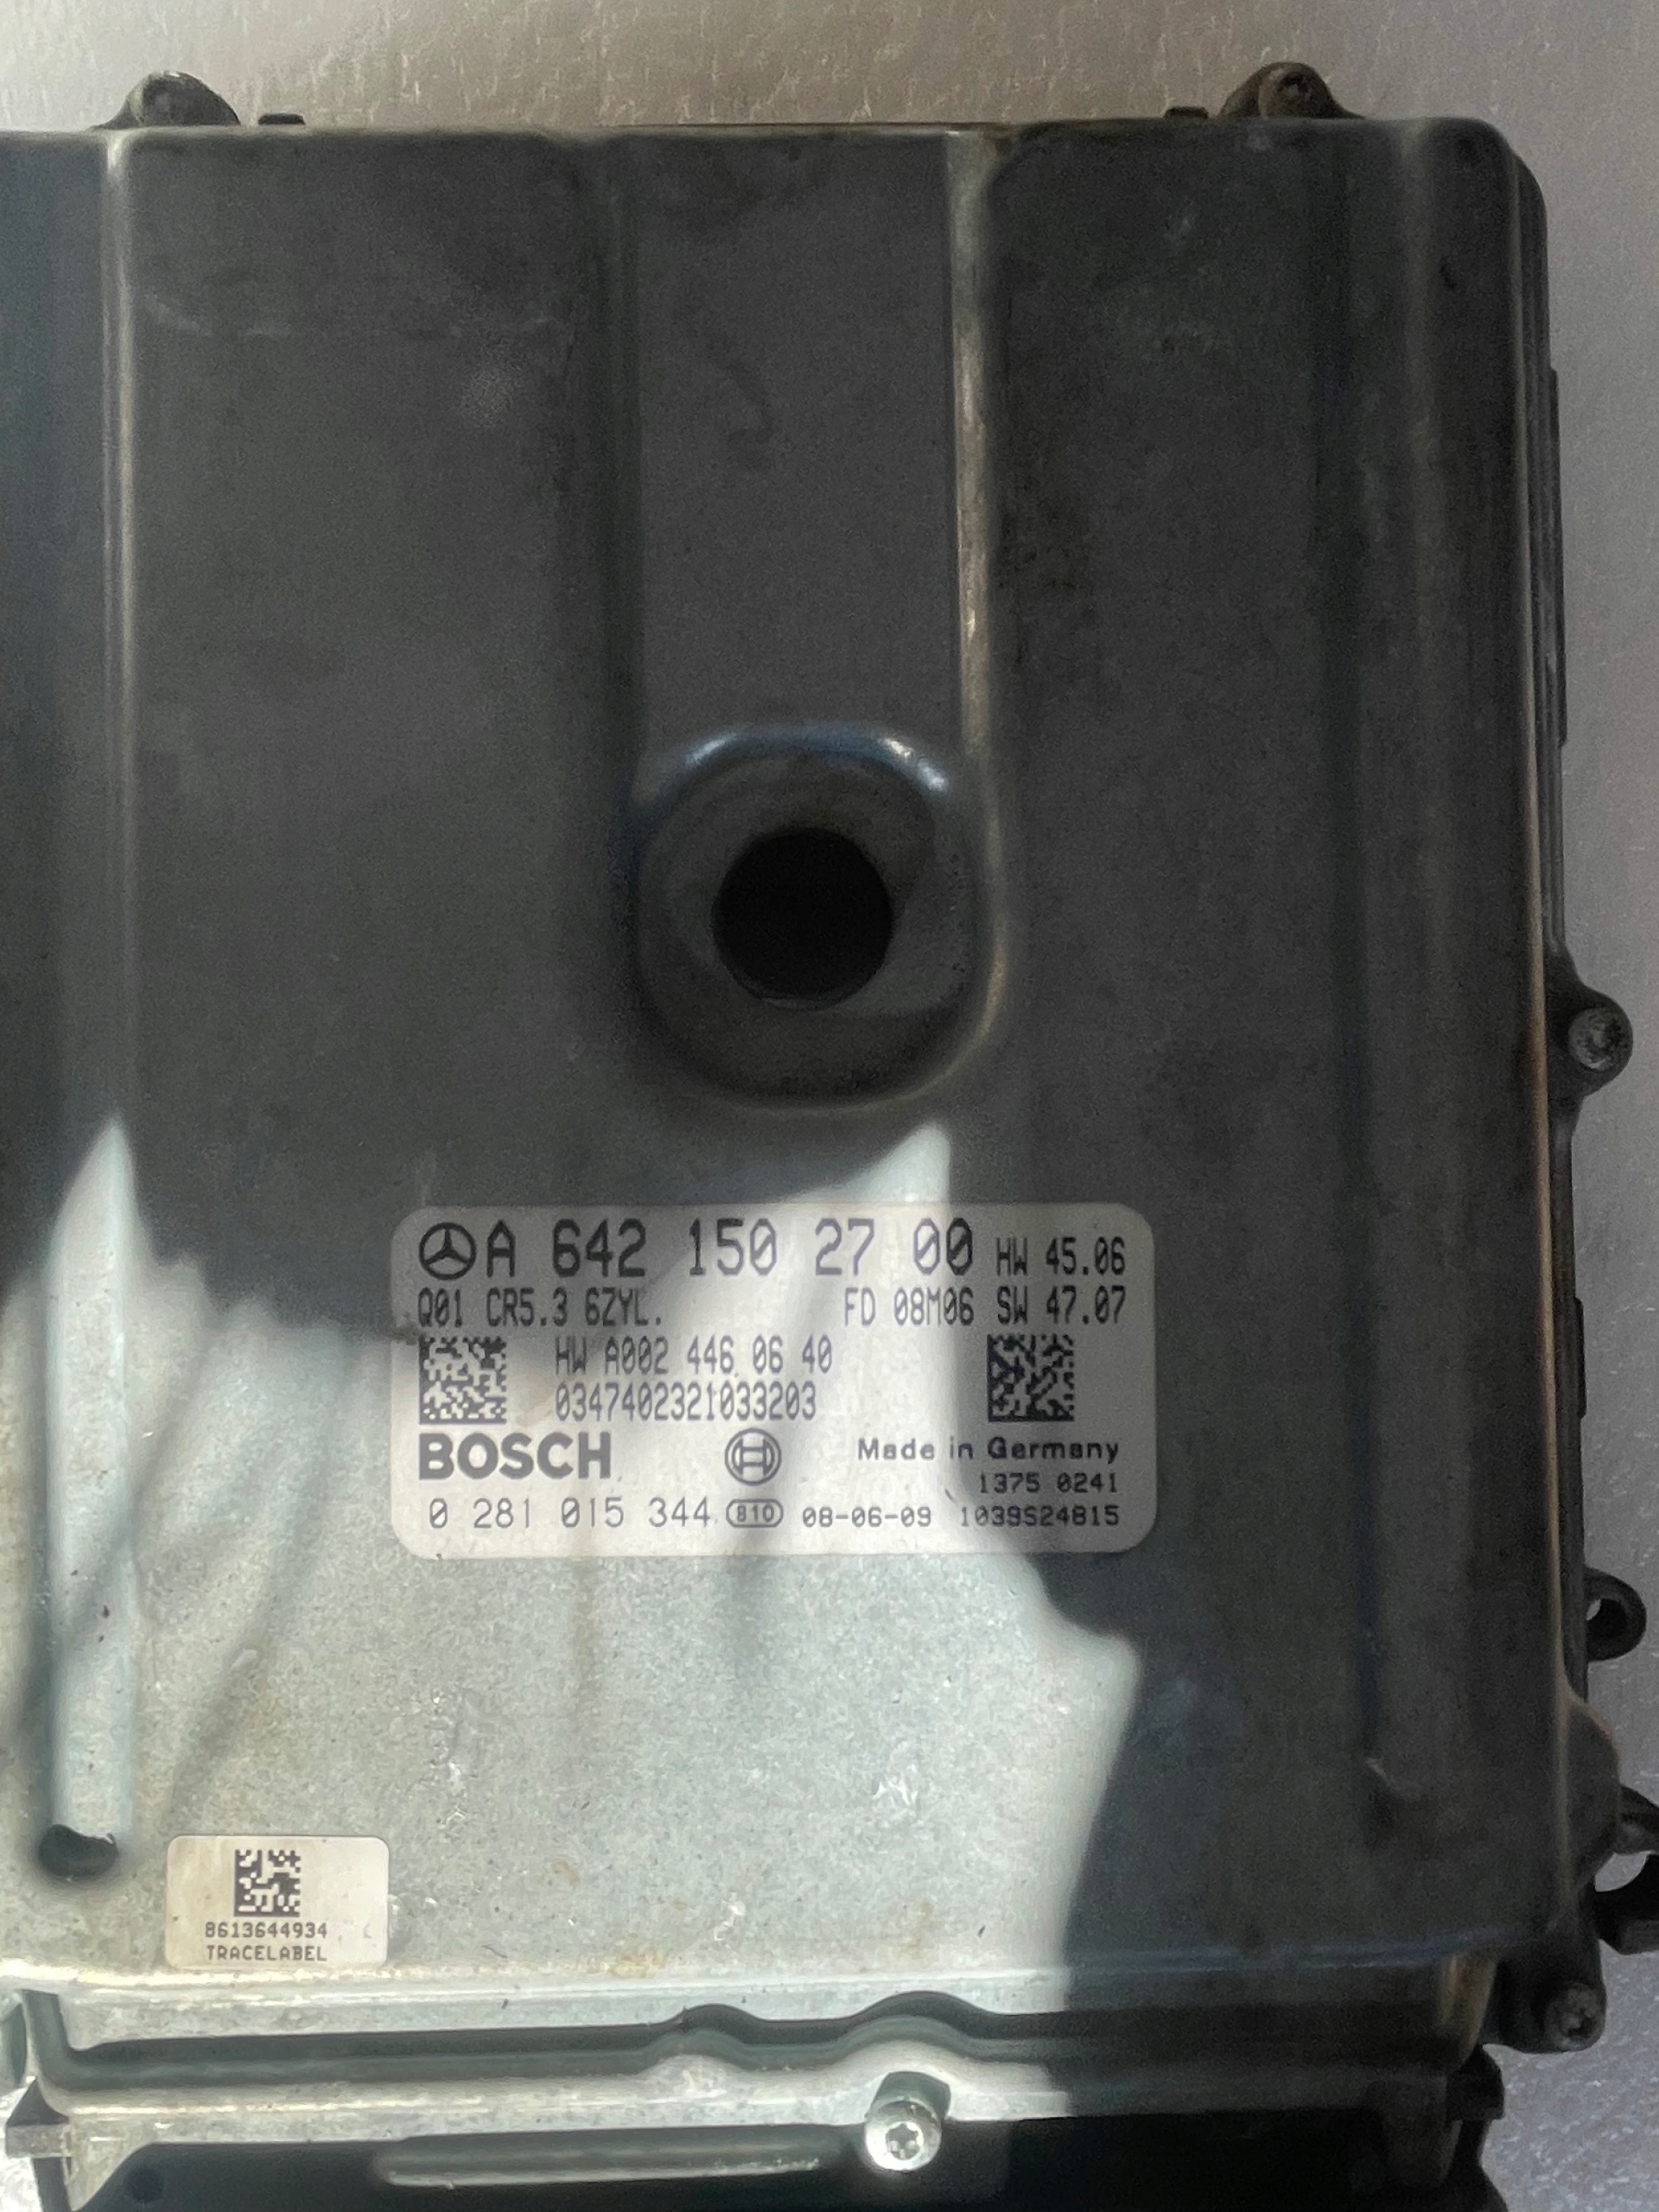 A 642 150 27 00 HW 45.06
Q01 CR5.3 6ZYL. FD 08M06 SW 47.07
HW A002 446 06 40
0347402321033203
BOSCH Made in Germany
1375 0241
0 281 015 344 810 08-06-09 1039S24815
8613644934
TRACELABEL